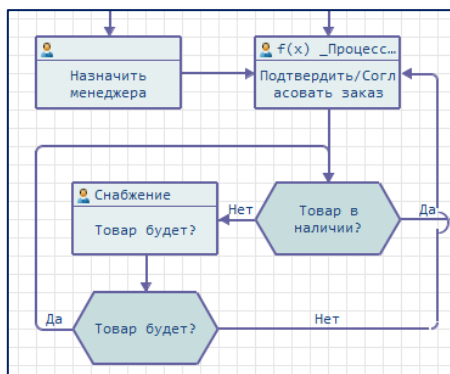 f(x) _Процесс…
Назначить
менеджера
Подтвердить/Согл
асовать заказ
Снабжение
Нет
Товар в
наличии?
Да
Товар будет?
Да
Товар будет?
Нет